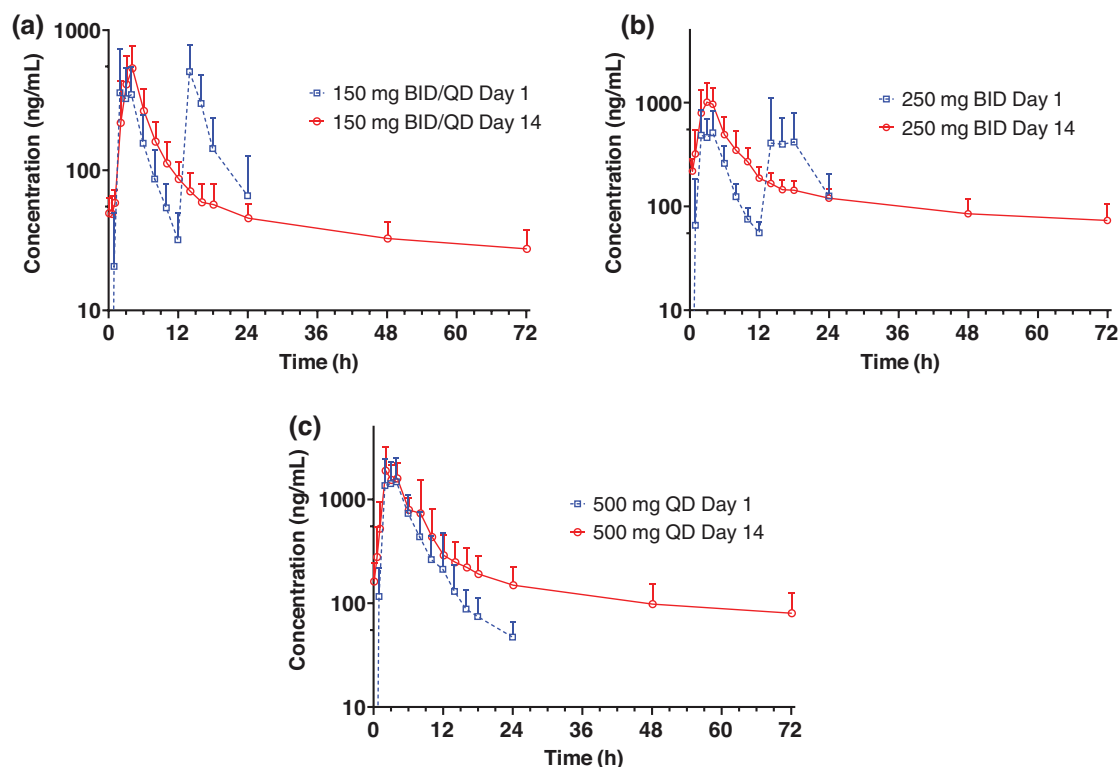 (a)
1000
100
10
Concentration (ng/mL)
150 mg BID/QD Day 1
150 mg BID/QD Day 14
0 12 24 36 48 60 72
Time (h)
(b)
1000
100
10
Concentration (ng/mL)
250 mg BID Day 1
250 mg BID Day 14
0 12 24 36 48 60 72
Time (h)
(c)
1000
100
10
Concentration (ng/mL)
500 mg QD Day 1
500 mg QD Day 14
0 12 24 36 48 60 72
Time (h)